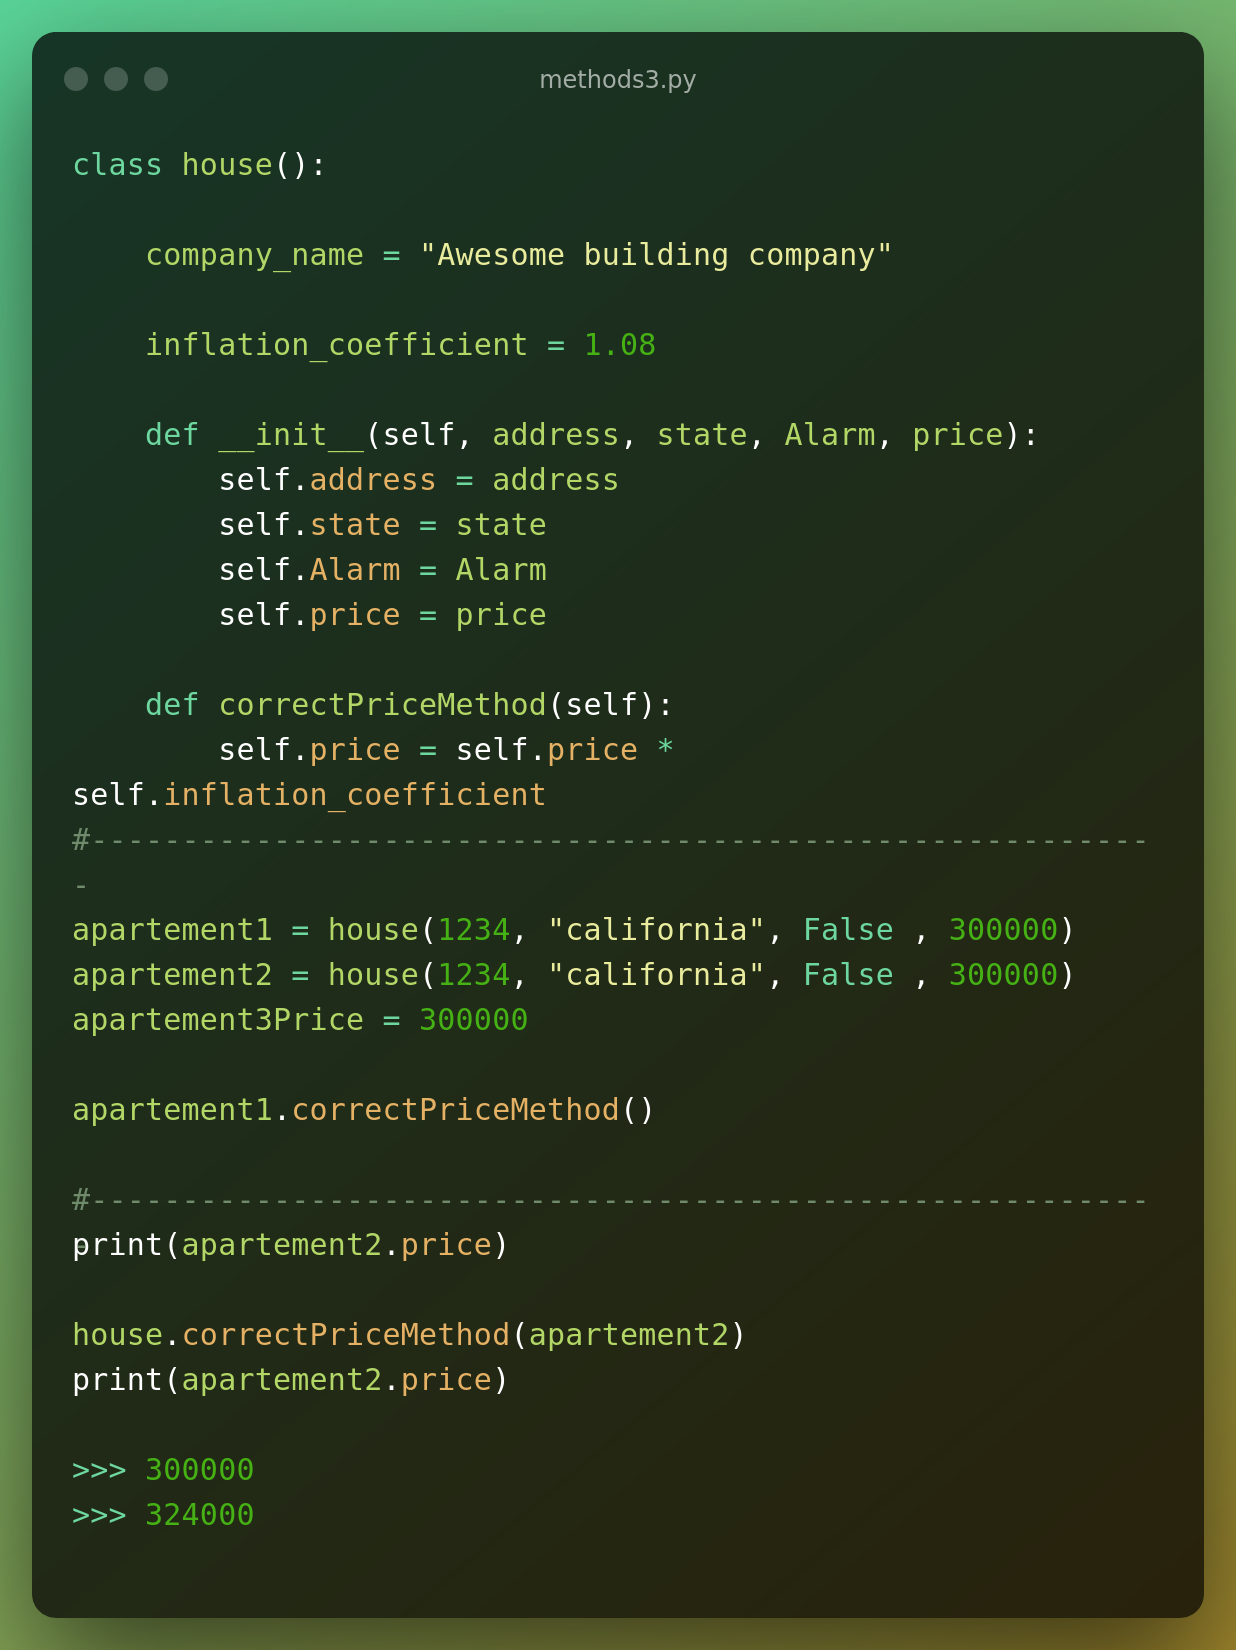 methods3.py
class house():
    company_name = "Awesome building company"
    inflation_coefficient = 1.08
    def __init__(self, address, state, Alarm, price):
        self.address = address
        self.state = state
        self.Alarm = Alarm
        self.price = price
    def correctPriceMethod(self):
        self.price = self.price *
self.inflation_coefficient
#----------------------------------------------------------
-
apartement1 = house(1234, "california", False , 300000)
apartement2 = house(1234, "california", False , 300000)
apartement3Price = 300000
apartement1.correctPriceMethod()
#----------------------------------------------------------
print(apartement2.price)
house.correctPriceMethod(apartement2)
print(apartement2.price)
>>> 300000
>>> 324000